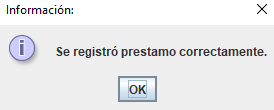 Información:
Se registró prestamo correctamente.
OK